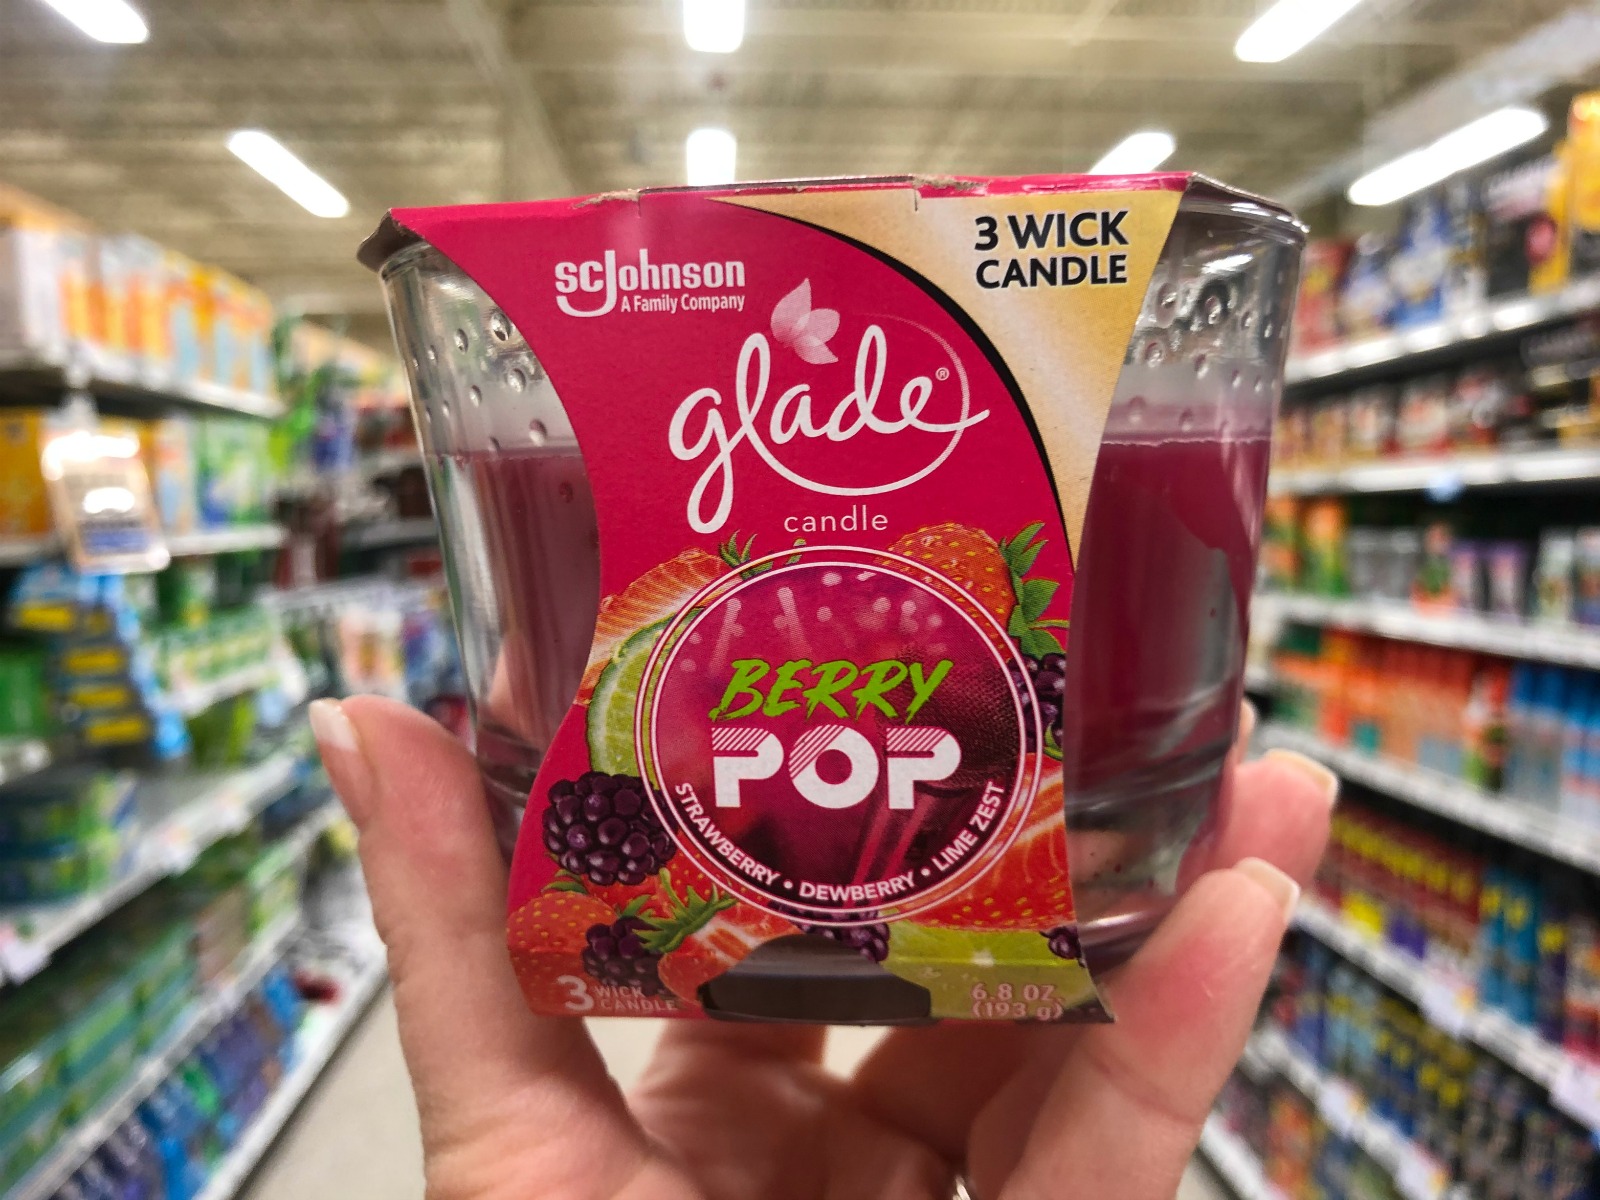 SCJohnson
A Family Company
3 WICK
CANDLE
glade®
candle
BERRY
POP
STRAWBERRY • DEWBERRY • LIME ZEST
3 WICK
CANDLE
6.8 OZ
(193 g)